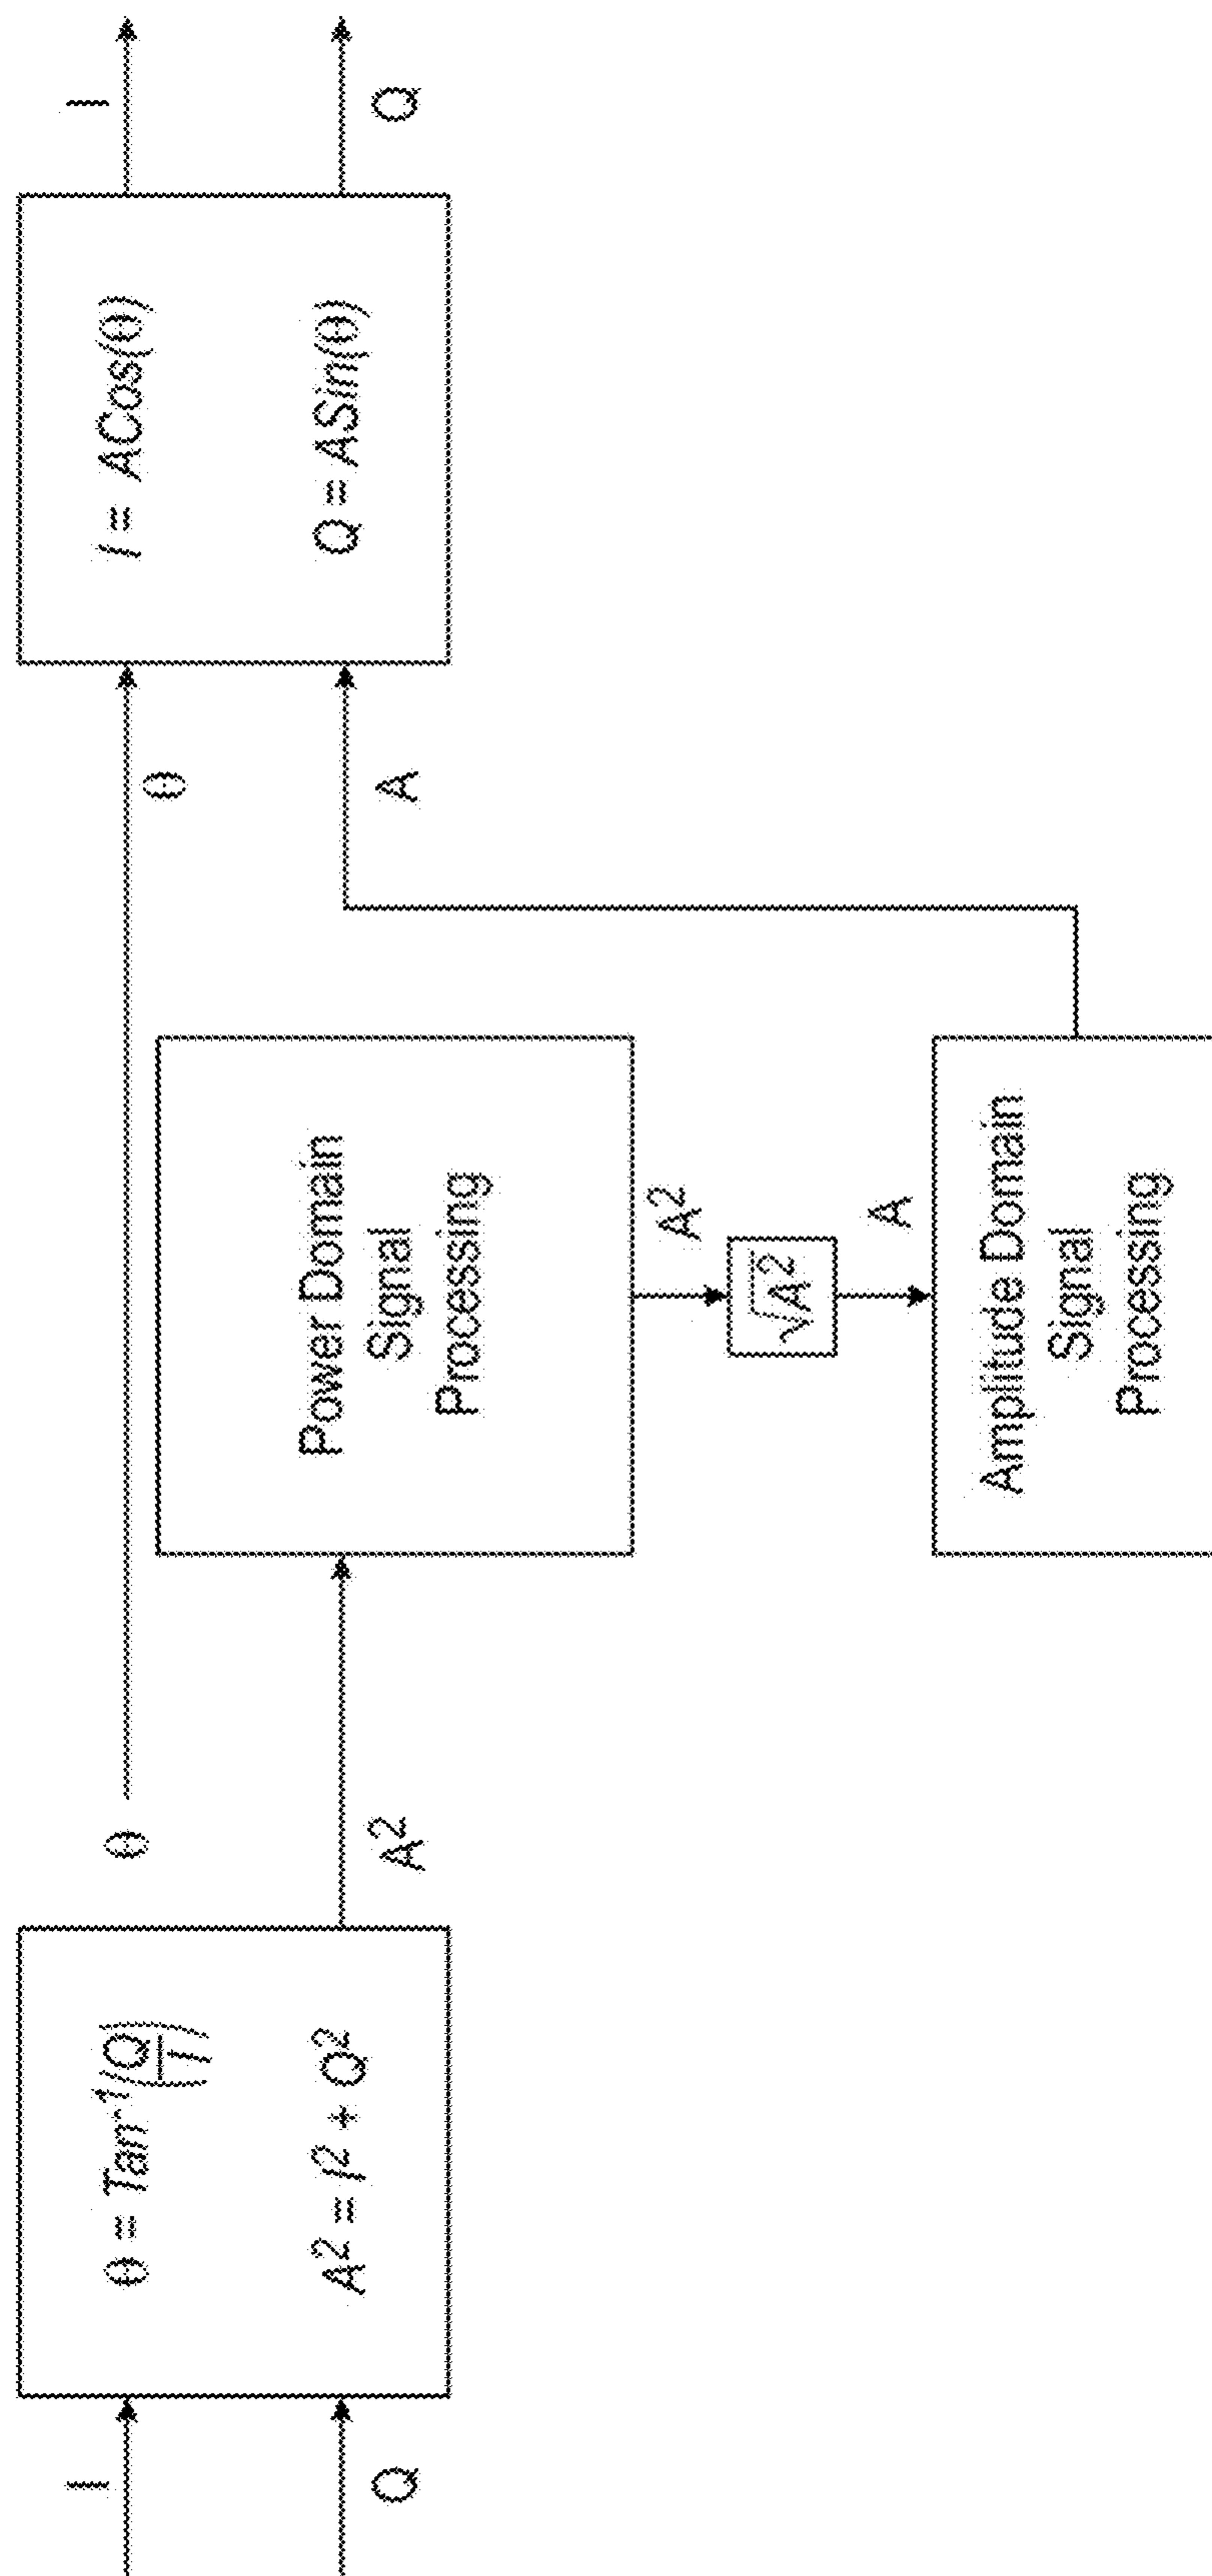 I
Q
θ = Tan⁻¹(Q/I)
A² = I² + Q²
θ
A²
Power Domain
Signal
Processing
A²
√A²
A
Amplitude Domain
Signal
Processing
θ
A
I = ACos(θ)
Q = ASin(θ)
I
Q